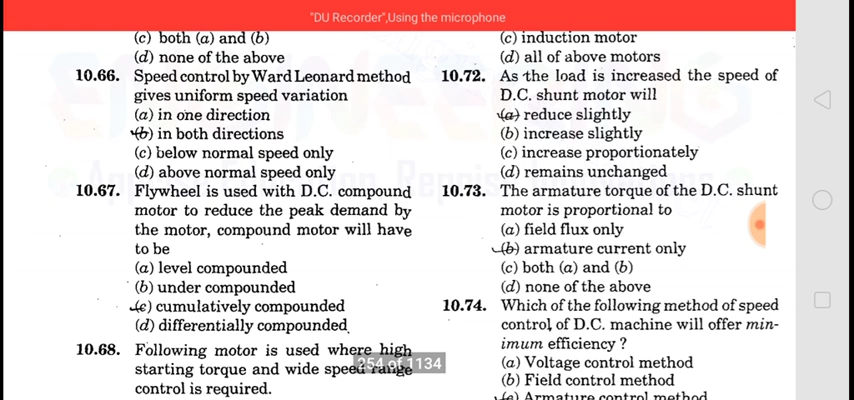 "DU Recorder",Using the microphone
(c) both (a) and (b)
(d) none of the above
10.66. Speed control by Ward Leonard method
gives uniform speed variation
(a) in one direction
(b) in both directions
(c) below normal speed only
(d) above normal speed only
10.67. Flywheel is used with D.C. compound
motor to reduce the peak demand by
the motor, compound motor will have
to be
(a) level compounded
(b) under compounded
(c) cumulatively compounded
(d) differentially compounded
10.68. Following motor is used where high
starting torque and wide speed range
control is required.
254 of 1134
(c) induction motor
(d) all of above motors
10.72. As the load is increased the speed of
D.C. shunt motor will
(a) reduce slightly
(b) increase slightly
(c) increase proportionately
(d) remains unchanged
10.73. The armature torque of the D.C. shunt
motor is proportional to
(a) field flux only
(b) armature current only
(c) both (a) and (b)
(d) none of the above
10.74. Which of the following method of speed
control of D.C. machine will offer min-
imum efficiency ?
(a) Voltage control method
(b) Field control method
(c) Armature control method